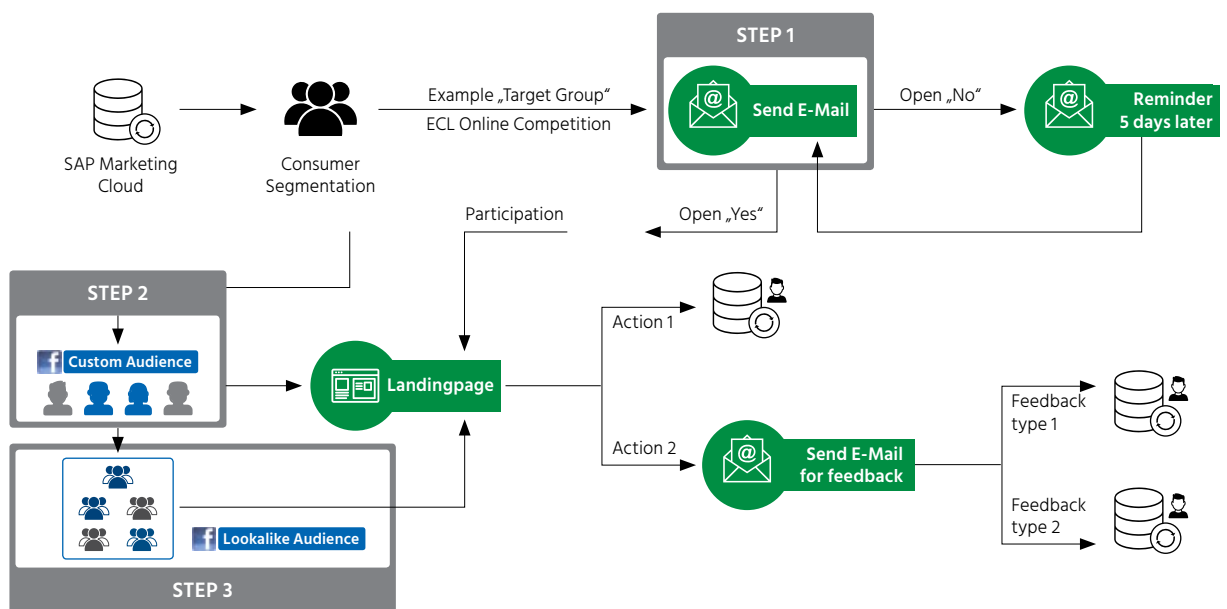 STEP 1
SAP Marketing
Cloud
Consumer
Segmentation
Example „Target Group“
ECL Online Competition
@
Send E-Mail
Open „No“
@
Reminder
5 days later
Participation
Open „Yes“
STEP 2
f
Custom Audience
Landingpage
Action 1
Action 2
@
Send E-Mail
for feedback
Feedback
type 1
Feedback
type 2
f
Lookalike Audience
STEP 3